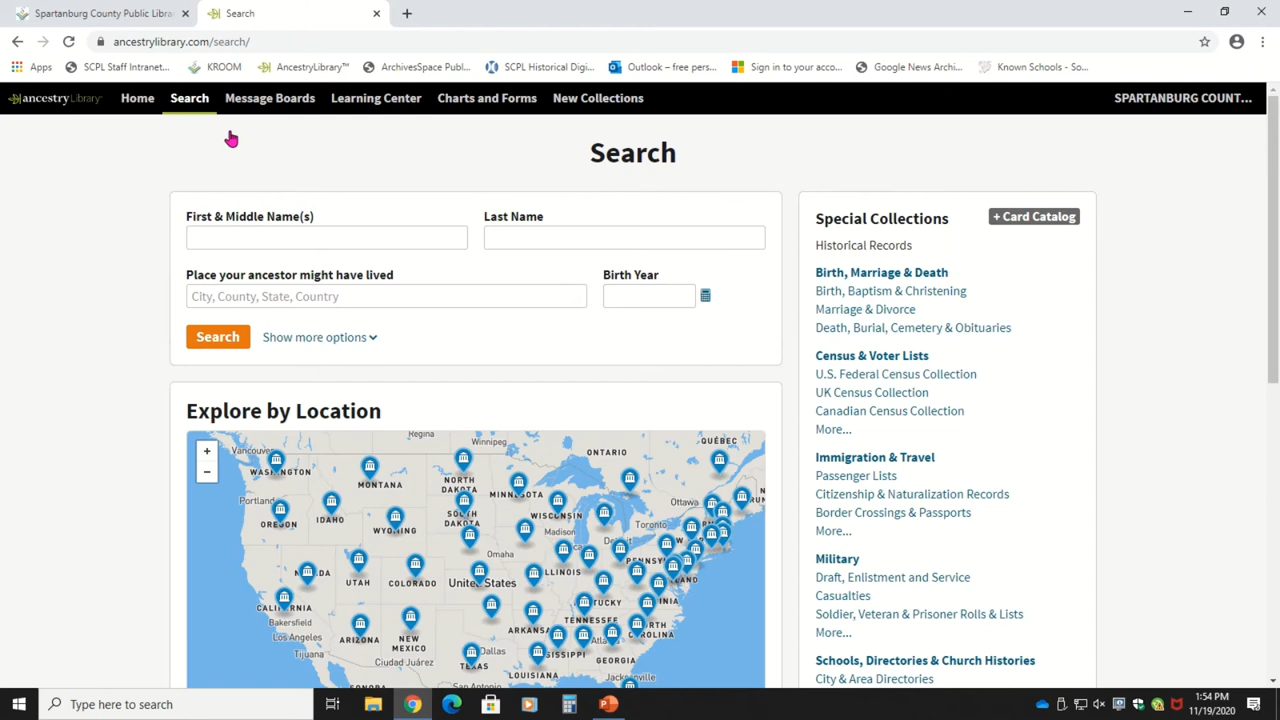 Spartanburg County Public Libra
Search
ancestrylibrary.com/search/
Apps
SCPL Staff Intranet...
KROOM
AncestryLibrary™
ArchivesSpace Publ...
SCPL Historical Digi...
Outlook – free pers...
Sign in to your acco...
Google News Archi...
Known Schools - So...
ancestryLibrary
Home
Search
Message Boards
Learning Center
Charts and Forms
New Collections
SPARTANBURG COUNT...
Search
First & Middle Name(s)
Last Name
Place your ancestor might have lived
Birth Year
City, County, State, Country
Search
Show more options
Explore by Location
+
−
Regina
Winnipeg
Vancouver
ONTARIO
QUÉBEC
WASHINGTON
MONTANA
NORTH
DAKOTA
MINNESOTA
Ottawa
Portland
OREGON
IDAHO
SOUTH
DAKOTA
WISCONSIN
Toronto
WYOMING
Madison
Detroit
Omaha
UTAH
COLORADO
United States
ILLINOIS
CALIFORNIA
Bakersfield
Los Angeles
ARIZONA
NEW
MEXICO
TENNESSEE
Tijuana
Ciudad Juárez
Dallas
TEXAS
GEORGIA
LOUISIANA
Special Collections
+ Card Catalog
Historical Records
Birth, Marriage & Death
Birth, Baptism & Christening
Marriage & Divorce
Death, Burial, Cemetery & Obituaries
Census & Voter Lists
U.S. Federal Census Collection
UK Census Collection
Canadian Census Collection
More...
Immigration & Travel
Passenger Lists
Citizenship & Naturalization Records
Border Crossings & Passports
More...
Military
Draft, Enlistment and Service
Casualties
Soldier, Veteran & Prisoner Rolls & Lists
More...
Schools, Directories & Church Histories
City & Area Directories
Type here to search
1:54 PM
11/19/2020